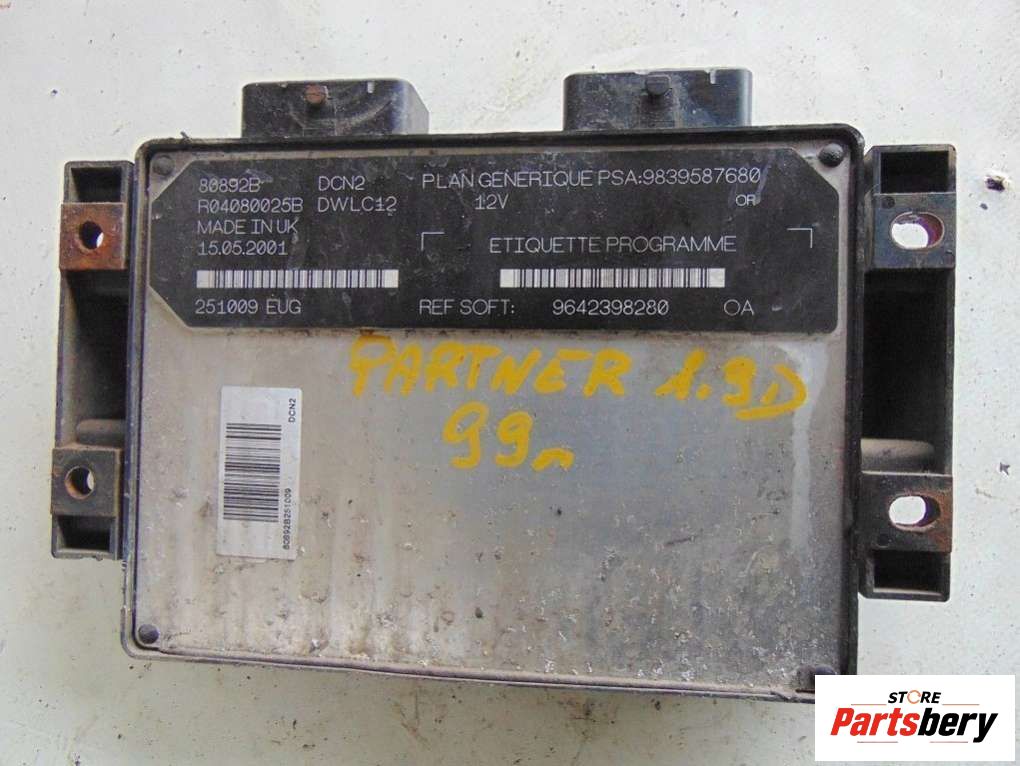 80892B DCN2 PLAN GENERIQUE PSA:9839587680
R04080025B DWLC12 12V OR
MADE IN UK
15.05.2001 ETIQUETTE PROGRAMME
251009 EUG REF SOFT: 9642398280 OA
PARTNER 1.9D
99r
DCN2
80892B251009
STORE
Partsbery